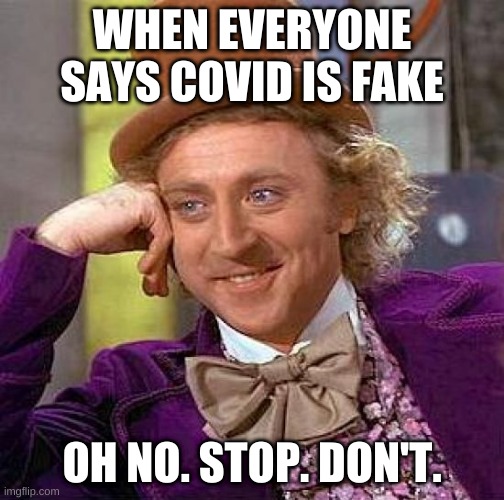 WHEN EVERYONE
SAYS COVID IS FAKE
OH NO. STOP. DON'T.
imgflip.com